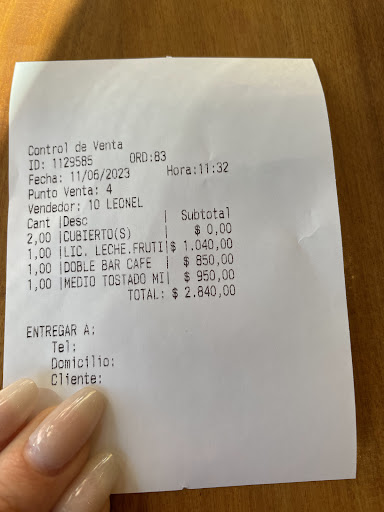 Control de Venta
ID: 1129585 ORD:83
Fecha: 11/06/2023 Hora:11:32
Punto Venta: 4
Vendedor: 10 LEONEL
Cant |Desc | Subtotal
2,00 |CUBIERTO(S) | $ 0,00
1,00 |LIC. LECHE.FRUTI|$ 1.040,00
1,00 |DOBLE BAR CAFE | $ 850,00
1,00 |MEDIO TOSTADO MI| $ 950,00
TOTAL: $ 2.840,00
ENTREGAR A:
Tel:
Domicilio:
Cliente: